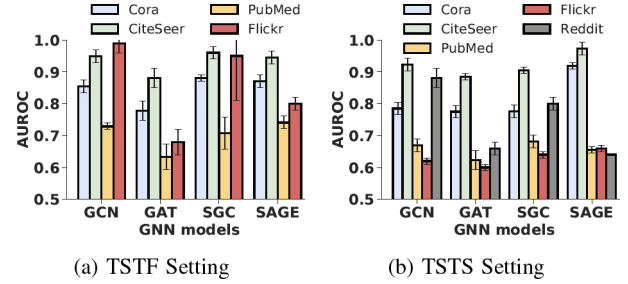 Cora PubMed
CiteSeer Flickr
AUROC
1.0
0.9
0.8
0.7
0.6
0.5
GCN GAT SGC SAGE
GNN models
(a) TSTF Setting
Cora Flickr
CiteSeer Reddit
PubMed
AUROC
1.0
0.9
0.8
0.7
0.6
0.5
GCN GAT SGC SAGE
GNN models
(b) TSTS Setting